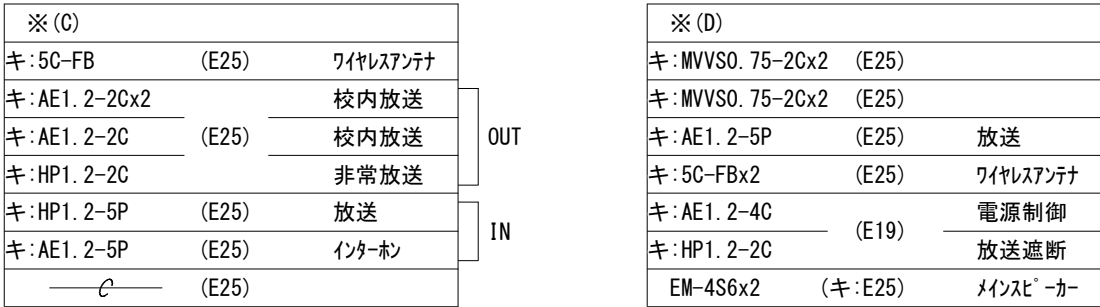 ※(C)
キ:5C-FB (E25) ワイヤレスアンテナ
キ:AE1.2-2Cx2 校内放送
キ:AE1.2-2C (E25) 校内放送
キ:HP1.2-2C 非常放送
OUT
キ:HP1.2-5P (E25) 放送
キ:AE1.2-5P (E25) インターホン
IN
C (E25)
※(D)
キ:MVVS0.75-2Cx2 (E25)
キ:MVVS0.75-2Cx2 (E25)
キ:AE1.2-5P (E25) 放送
キ:5C-FBx2 (E25) ワイヤレスアンテナ
キ:AE1.2-4C 電源制御
(E19)
キ:HP1.2-2C 放送遮断
EM-4S6x2 (キ:E25) メインスピーカー